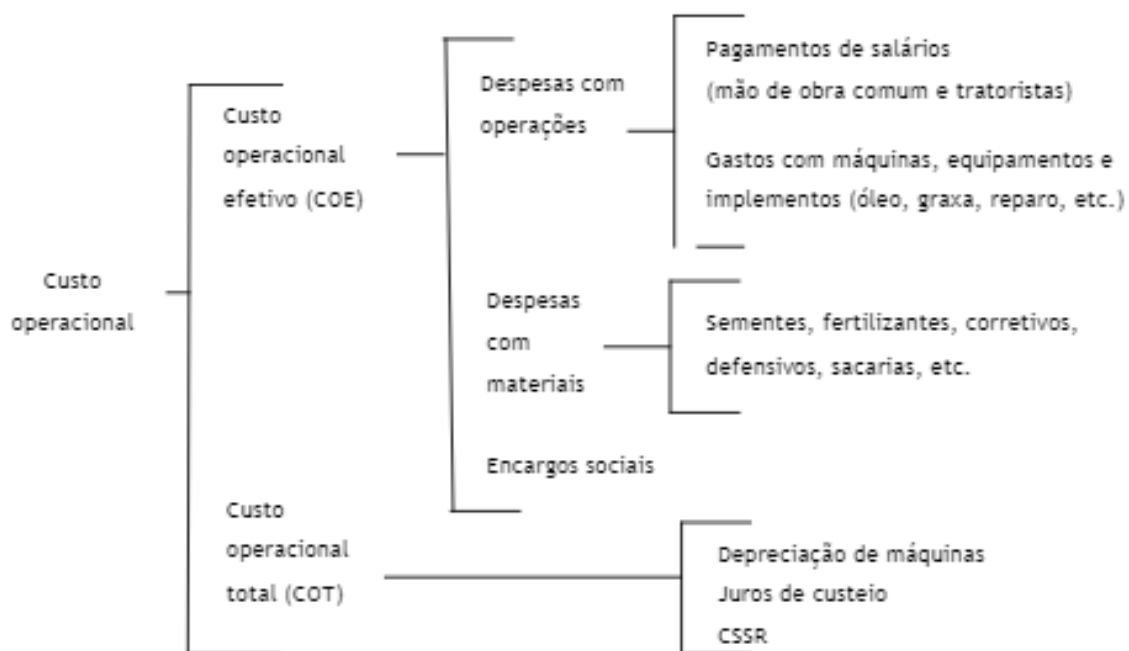 Custo
operacional
Custo
operacional
efetivo (COE)
Despesas com
operações
Pagamentos de salários
(mão de obra comum e tratoristas)
Gastos com máquinas, equipamentos e
implementos (óleo, graxa, reparo, etc.)
Despesas
com
materiais
Sementes, fertilizantes, corretivos,
defensivos, sacarias, etc.
Encargos sociais
Custo
operacional
total (COT)
Depreciação de máquinas
Juros de custeio
CSSR